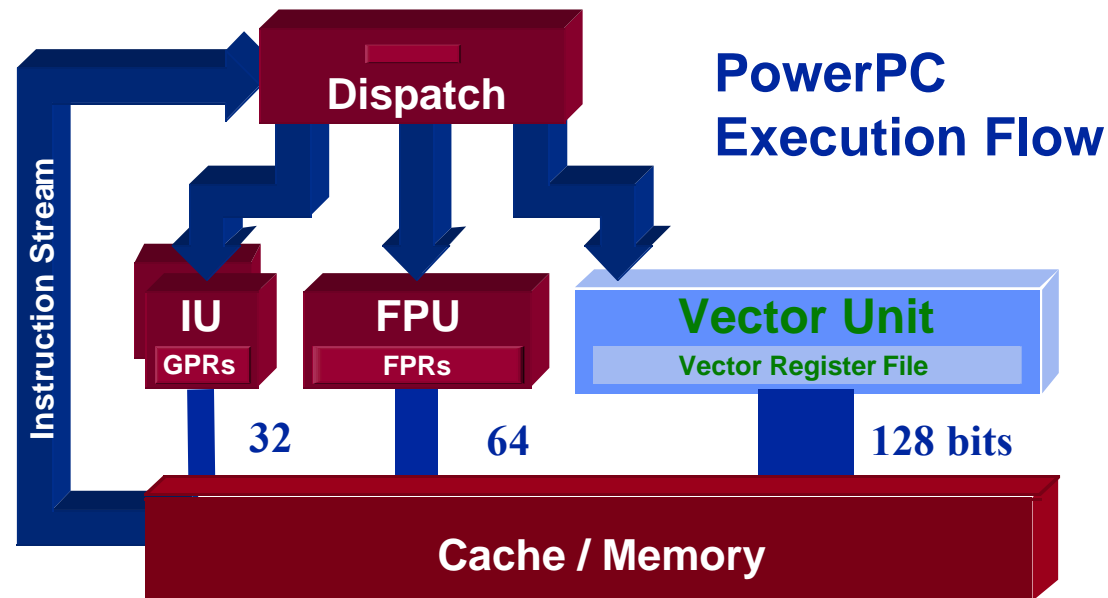 PowerPC
Execution Flow
Dispatch
Instruction Stream
IU
GPRs
FPU
FPRs
Vector Unit
Vector Register File
32
64
128 bits
Cache / Memory